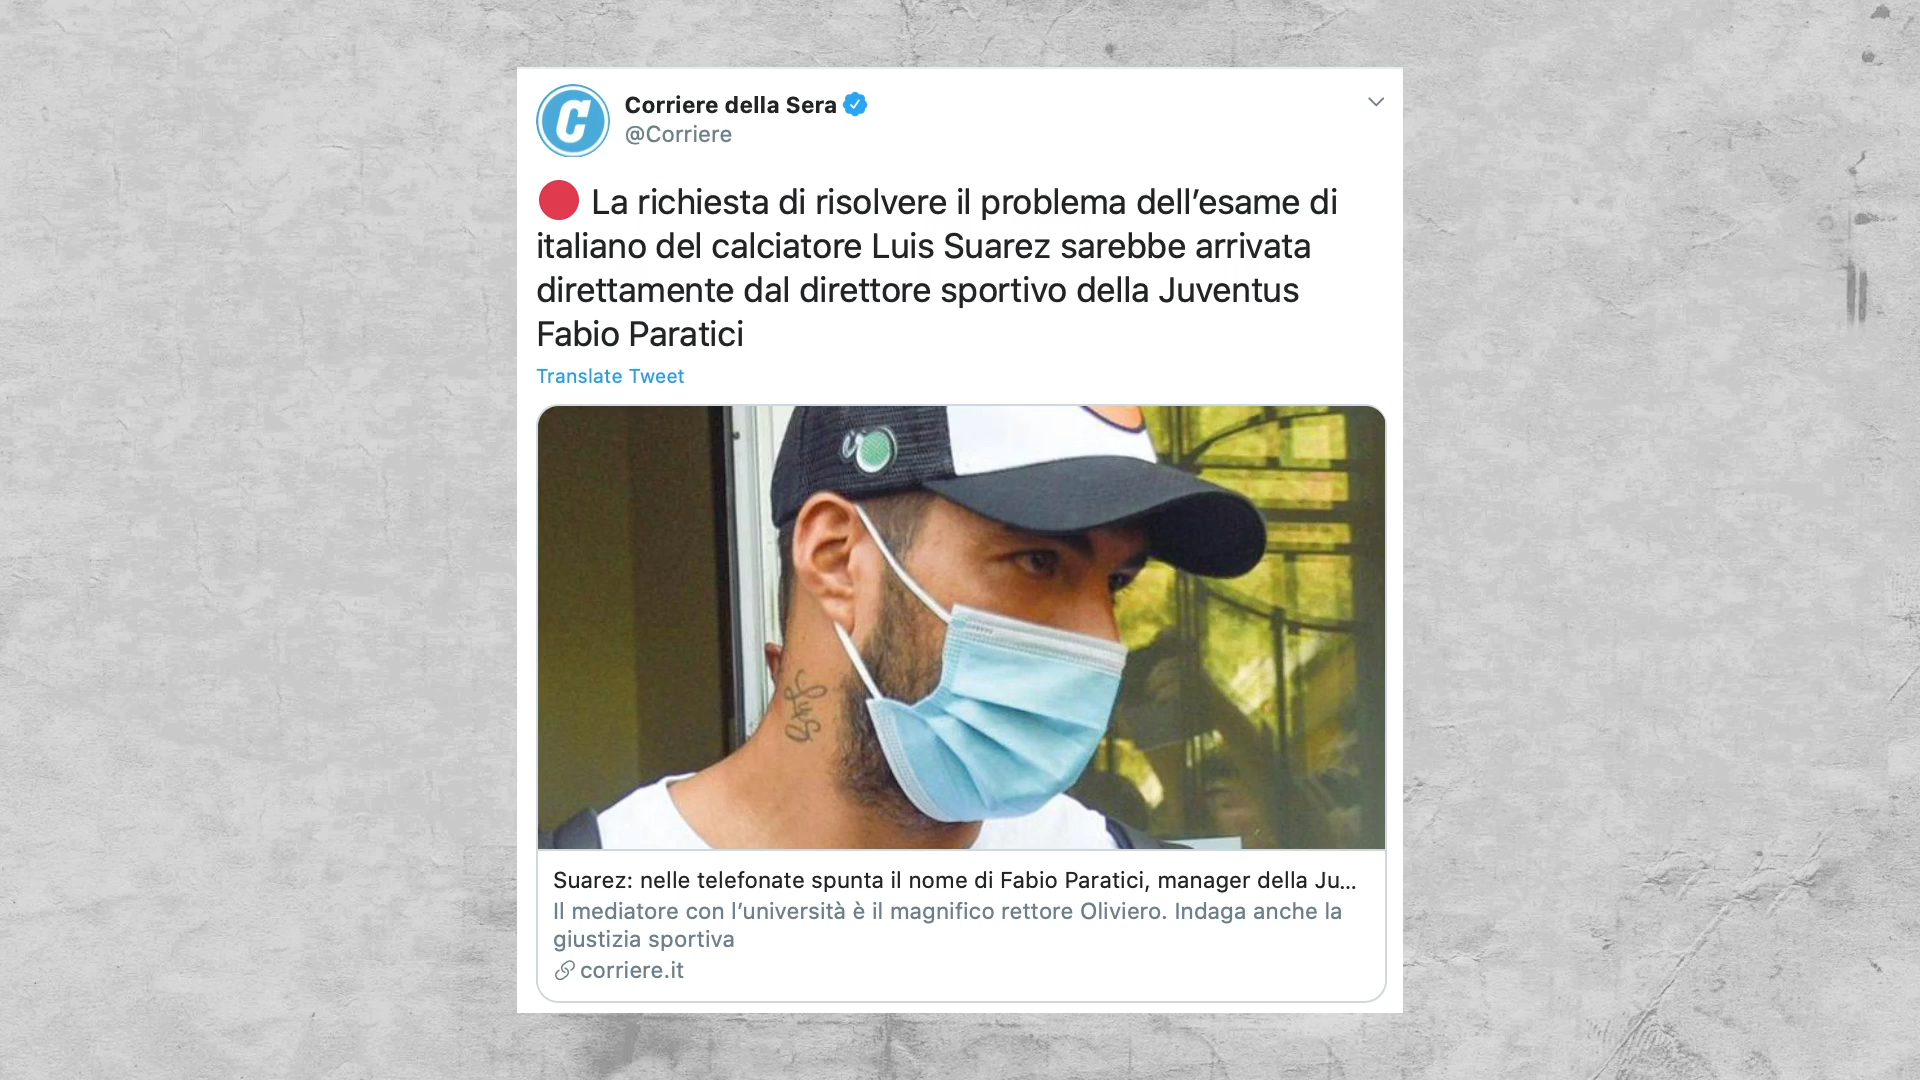 C
Corriere della Sera
@Corriere
La richiesta di risolvere il problema dell’esame di
italiano del calciatore Luis Suarez sarebbe arrivata
direttamente dal direttore sportivo della Juventus
Fabio Paratici
Translate Tweet
Suarez: nelle telefonate spunta il nome di Fabio Paratici, manager della Ju...
Il mediatore con l’università è il magnifico rettore Oliviero. Indaga anche la
giustizia sportiva
corriere.it